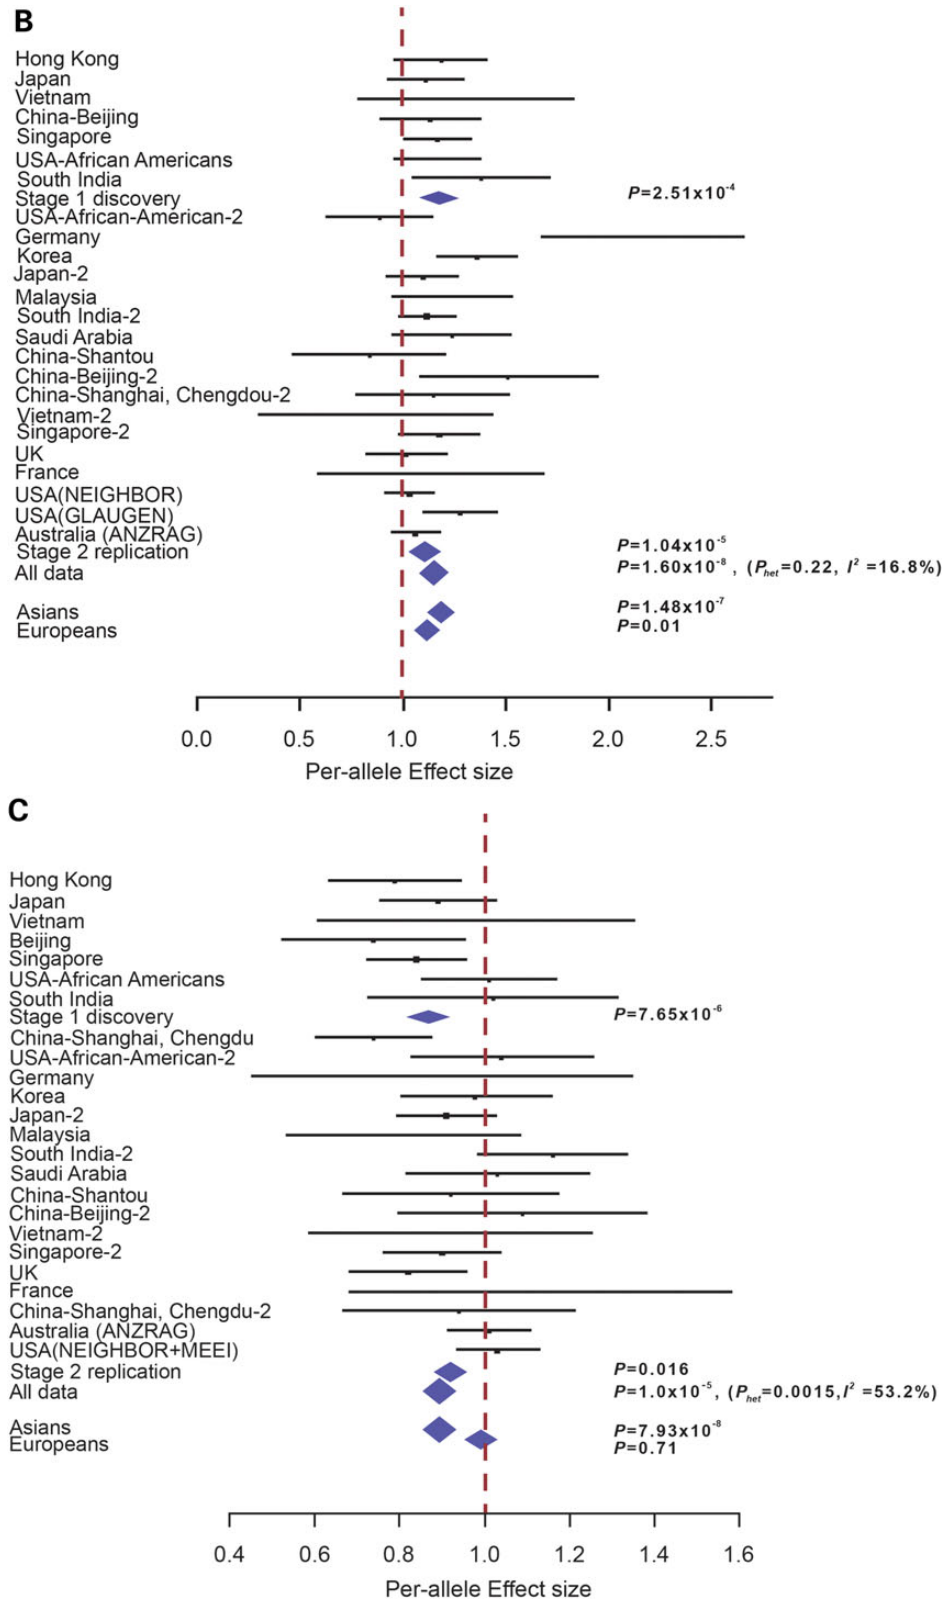 B
Hong Kong
Japan
Vietnam
China-Beijing
Singapore
USA-African Americans
South India
Stage 1 discovery P=2.51x10-4
USA-African-American-2
Germany
Korea
Japan-2
Malaysia
South India-2
Saudi Arabia
China-Shantou
China-Beijing-2
China-Shanghai, Chengdou-2
Vietnam-2
Singapore-2
UK
France
USA(NEIGHBOR)
USA(GLAUGEN)
Australia (ANZRAG)
Stage 2 replication P=1.04x10-5
All data P=1.60x10-8 , (Phet=0.22, I2 =16.8%)
Asians P=1.48x10-7
Europeans P=0.01
0.0 0.5 1.0 1.5 2.0 2.5
Per-allele Effect size
C
Hong Kong
Japan
Vietnam
Beijing
Singapore
USA-African Americans
South India
Stage 1 discovery P=7.65x10-6
China-Shanghai, Chengdu
USA-African-American-2
Germany
Korea
Japan-2
Malaysia
South India-2
Saudi Arabia
China-Shantou
China-Beijing-2
Vietnam-2
Singapore-2
UK
France
China-Shanghai, Chengdu-2
Australia (ANZRAG)
USA(NEIGHBOR+MEEI)
Stage 2 replication P=0.016
All data P=1.0x10-5, (Phet=0.0015,I2 =53.2%)
Asians P=7.93x10-8
Europeans P=0.71
0.4 0.6 0.8 1.0 1.2 1.4 1.6
Per-allele Effect size